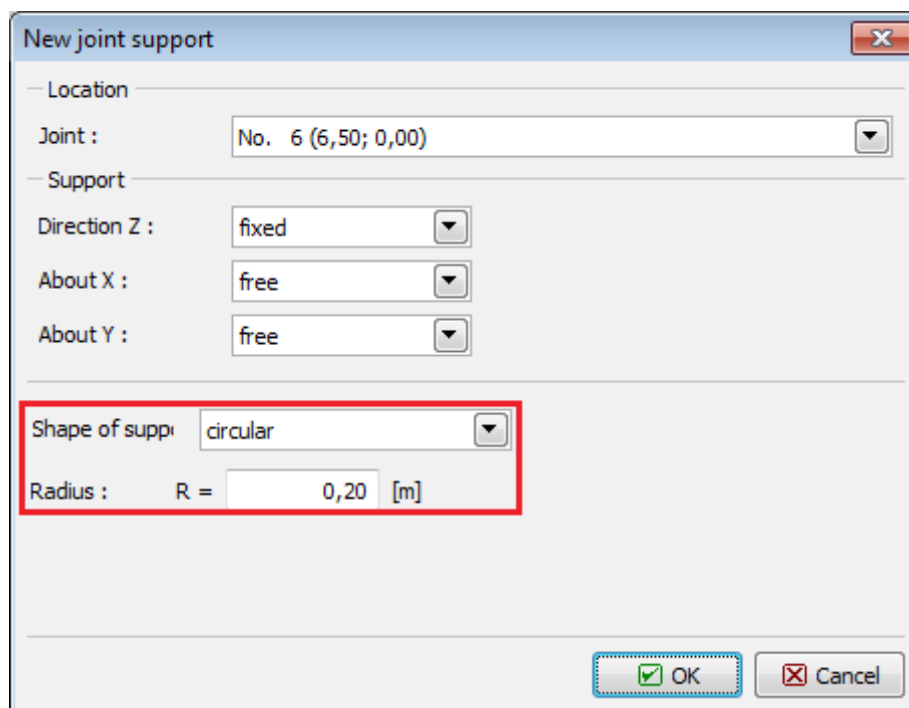 New joint support
Location
Joint : No. 6 (6,50; 0,00)
Support
Direction Z : fixed
About X : free
About Y : free
Shape of suppo circular
Radius : R = 0,20 [m]
OK Cancel